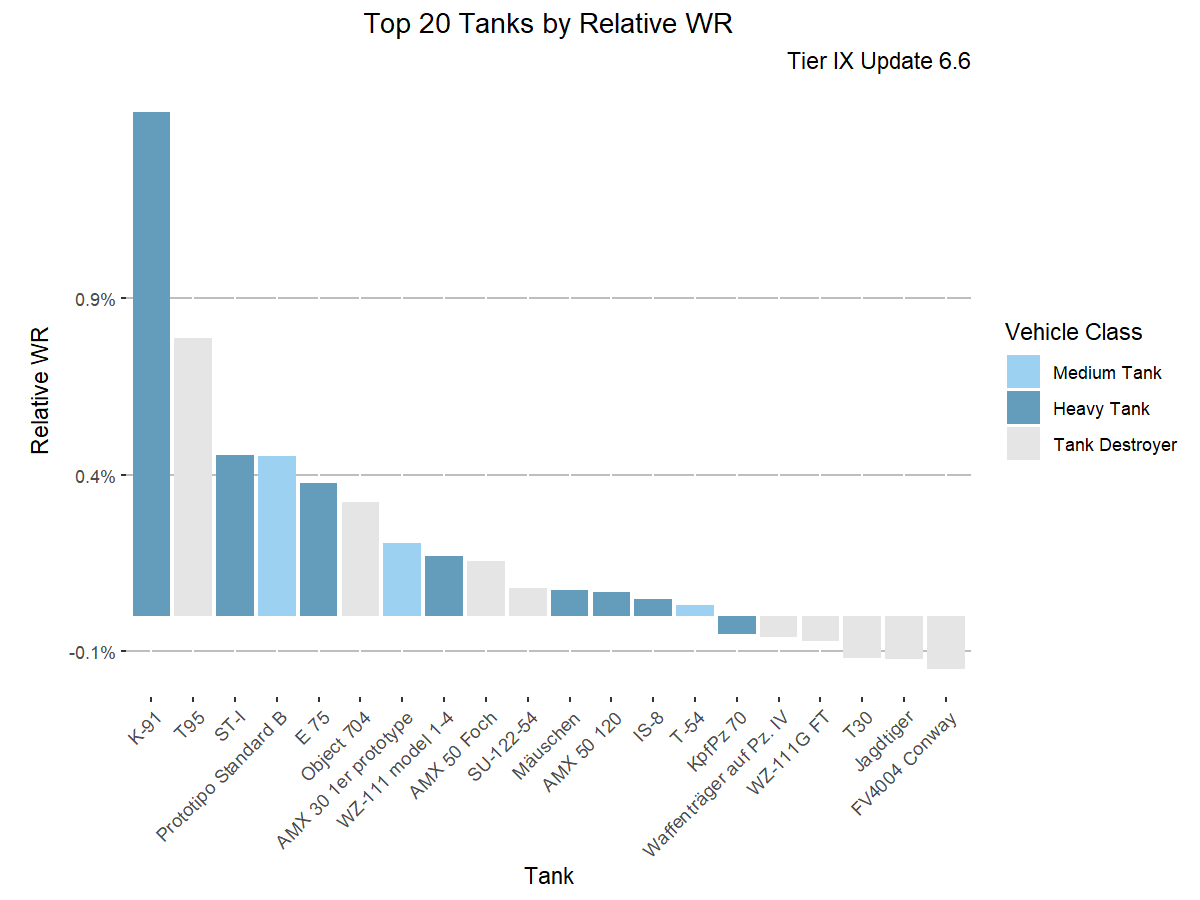 Top 20 Tanks by Relative WR
Tier IX Update 6.6
Relative WR
0.9%
0.4%
-0.1%
K-91
T95
ST-I
Prototipo Standard B
E 75
Object 704
AMX 30 1er prototype
WZ-111 model 1-4
AMX 50 Foch
SU-122-54
Mäuschen
AMX 50 120
IS-8
T-54
KpfPz 70
Waffenträger auf Pz. IV
WZ-111G FT
T30
Jagdtiger
FV4004 Conway
Tank
Vehicle Class
Medium Tank
Heavy Tank
Tank Destroyer